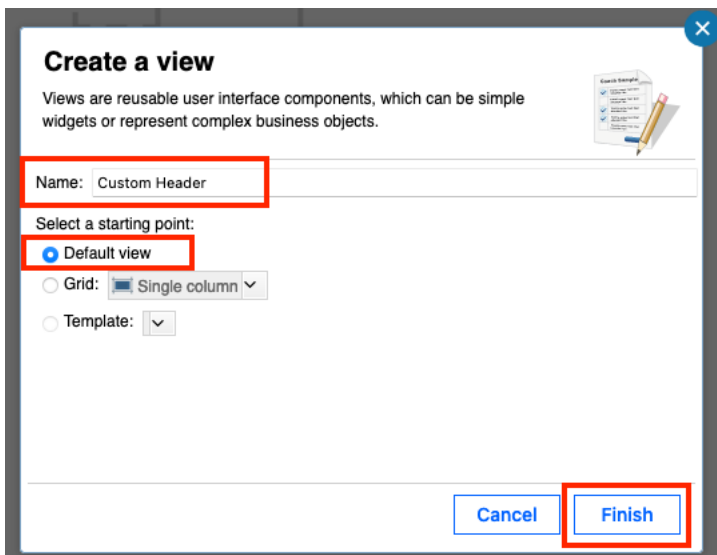 Create a view
Views are reusable user interface components, which can be simple
widgets or represent complex business objects.
Name: Custom Header
Select a starting point:
Default view
Grid: Single column
Template:
Cancel Finish